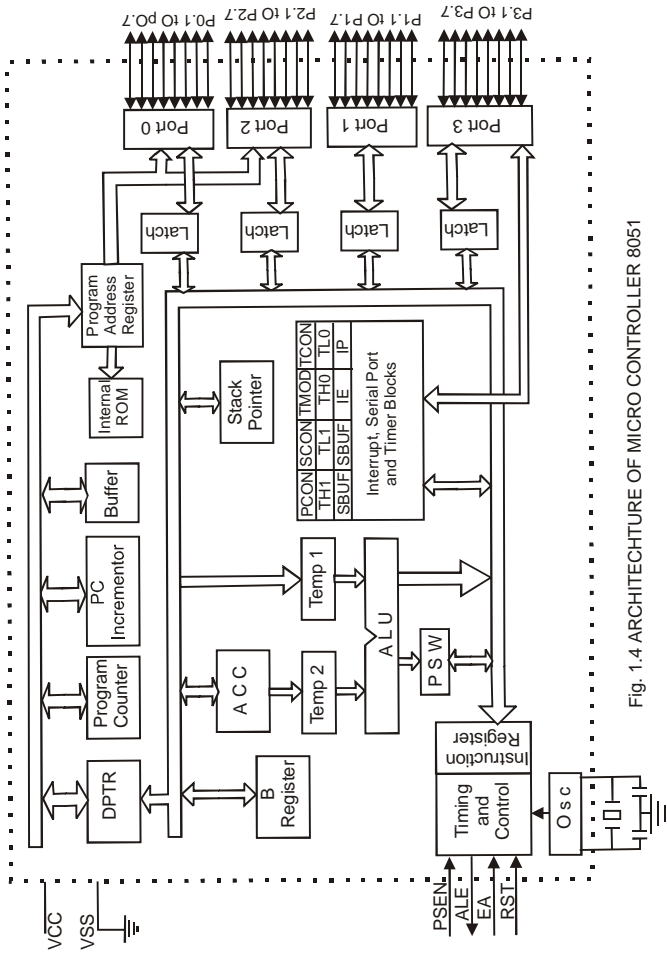 P0.1 tO pO.7
P2.1 tO P2.7
P1.1 tO P1.7
P3.1 tO P3.7
Port 0
Port 2
Port 1
Port 3
Latch
Latch
Latch
Latch
Program
Address
Register
Internal
ROM
Stack
Pointer
PCON SCON TMOD TCON
TH1 TL1 TH0 TL0
SBUF SBUF IE IP
Interrupt, Serial Port
and Timer Blocks
Buffer
PC
Incrementor
Program
Counter
DPTR
Temp 1
Temp 2
A C C
B
Register
A L U
P S W
Instruction
Register
Timing
and
Control
O s c
VCC
VSS
PSEN
ALE
EA
RST
Fig. 1.4 ARCHITECHTURE OF MICRO CONTROLLER 8051